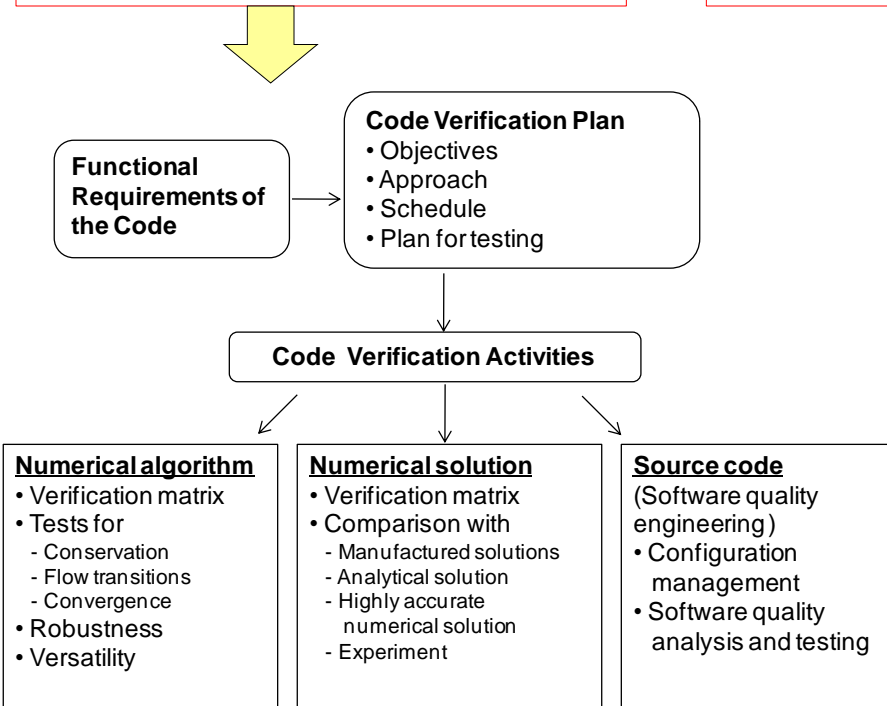 Functional
Requirements of
the Code
Code Verification Plan
• Objectives
• Approach
• Schedule
• Plan for testing
Code Verification Activities
Numerical algorithm
• Verification matrix
• Tests for
- Conservation
- Flow transitions
- Convergence
• Robustness
• Versatility
Numerical solution
• Verification matrix
• Comparison with
- Manufactured solutions
- Analytical solution
- Highly accurate
numerical solution
- Experiment
Source code
(Software quality
engineering)
• Configuration
management
• Software quality
analysis and testing